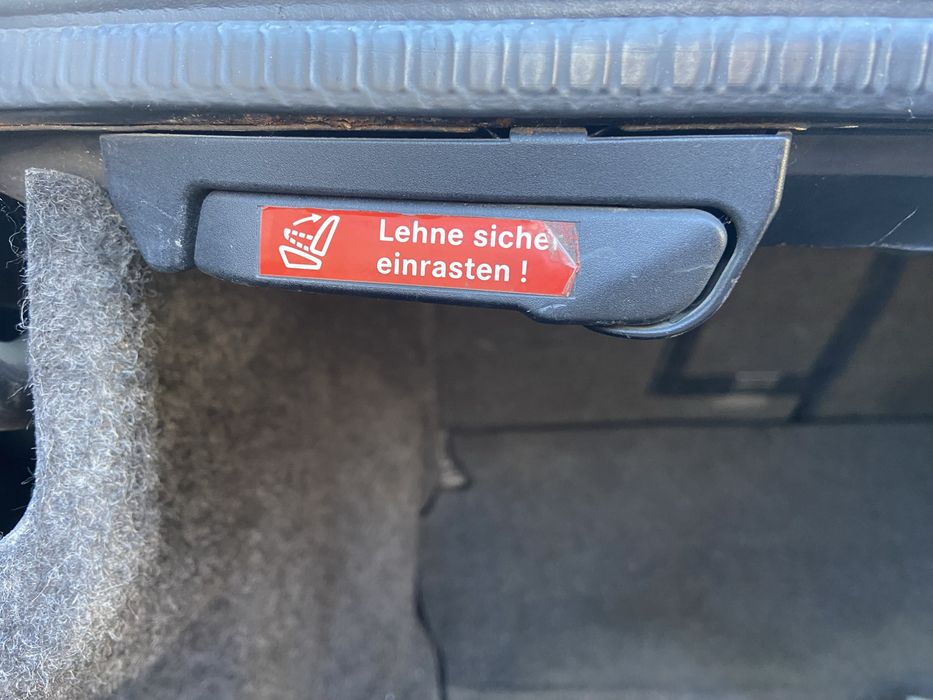 Lehne sicher
einrasten !